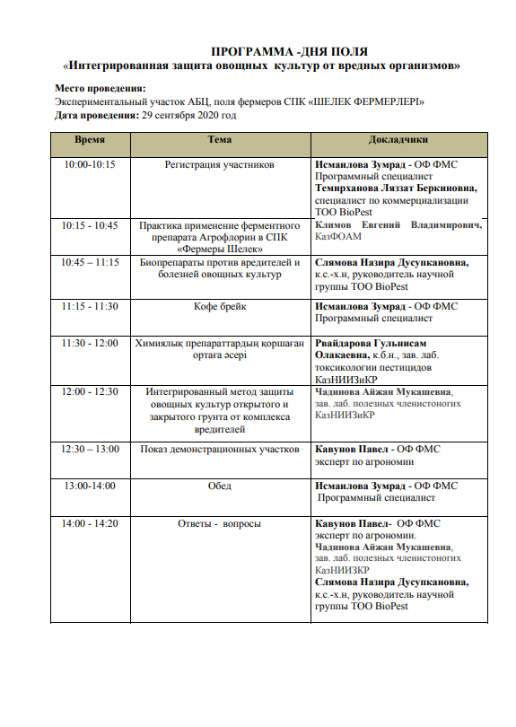 ПРОГРАММА -ДНЯ ПОЛЯ
«Интегрированная защита овощных культур от вредных организмов»
Место проведения:
Экспериментальный участок АБЦ, поля фермеров СПК «ШЕЛЕК ФЕРМЕРЛЕРІ»
Дата проведения: 29 сентября 2020 год
Время Тема Докладчики
10:00-10:15 Регистрация участников Исмаилова Зумрад - ОФ ФМС
Программный специалист
Темирханова Ляззат Беркиновна,
специалист по коммерциализации
ТОО BioPest
10:15 - 10:45 Практика применение ферментного Климов Евгений Владимирович,
препарата Агрофлорин в СПК КазФОАМ
«Фермеры Шелек»
10:45 – 11:15 Биопрепараты против вредителей и Слямова Назира Дусупкановна,
болезней овощных культур к.с.-х.н, руководитель научной
группы ТОО BioPest
11:15 - 11:30 Кофе брейк Исмаилова Зумрад - ОФ ФМС
Программный специалист
11:30 - 12:00 Химиялық препараттардың қоршаған Рвайдарова Гульнисам
ортаға әсері Олакаевна, к.б.н., зав. лаб.
токсикологии пестицидов
КазНИИЗиКР
12:00 - 12:30 Интегрированный метод защиты Чадинова Айжан Мукашевна,
овощных культур открытого и зав. лаб. полезных членистоногих
закрытого грунта от комплекса КазНИИЗиКР
вредителей
12:30 – 13:00 Показ демонстрационных участков Кавунов Павел - ОФ ФМС
эксперт по агрономии
13:00-14:00 Обед Исмаилова Зумрад - ОФ ФМС
Программный специалист
14:00 - 14:20 Ответы - вопросы Кавунов Павел- ОФ ФМС
эксперт по агрономии.
Чадинова Айжан Мукашевна,
зав. лаб. полезных членистоногих
КазНИИЗКР
Слямова Назира Дусупкановна,
к.с.-х.н, руководитель научной
группы ТОО BioPest